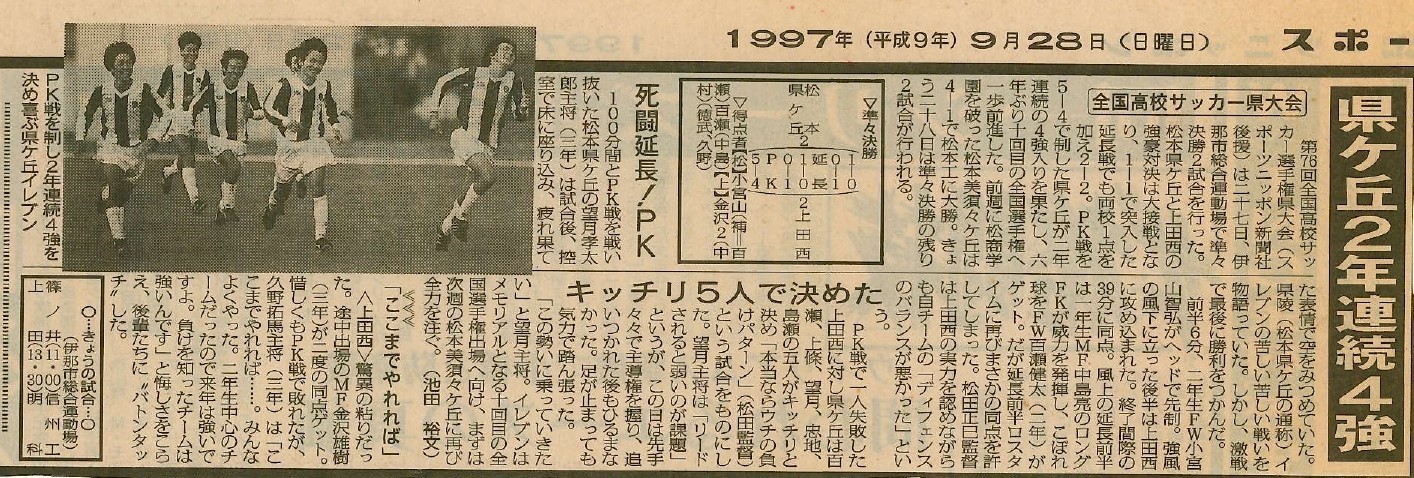 1997年（平成9年）9月28日（日曜日）
スポー
県ケ丘2年連続4強
全国高校サッカー県大会
第76回全国高校サッ
カー選手権県大会（ス
ポーツニッポン新聞社
後援）は二十七日、伊
那市総合運動場で準々
決勝2試合を行った。
松本県ケ丘と上田西の
強豪対決は大接戦とな
り、1—1で突入した
延長戦でも両校1点を
加え2—2。PK戦を
5—4で制した県ケ丘が二年
連続の4強入りを果たし、六
年ぶり十回目の全国選手権へ
一歩前進した。前週に松商学
園を破った松本美須々ケ丘は
4—1で松本工に大勝。きょ
う二十八日は準々決勝の残り
2試合が行われる。
▽準々決勝
松本県ケ丘 2 (1—1 0—1 延 1—0 長 0—1 5PK4) 2 上田西
▽得点者【松】小宮山（補＝百
瀬）百瀬（中島）【上】金沢2（中
村）（徳武、久野）
死闘延長！PK
キッチリ5人で決めた
100分間とPK戦を戦い
抜いた松本県ケ丘の望月孝太
郎主将（三年）は試合後、控
室で床に座り込み、疲れ果て
た表情で空をみつめていた。
県陵（松本県ケ丘の通称）イ
レブンの苦しい苦しい戦いを
物語っていた。しかし、激戦
で最後に勝利をつかんだ。
前半6分、二年生FW小宮
山智弘がヘッドで先制。強風
の風下に立った後半は上田西
に攻め込まれた。終了間際の
39分に同点。風上の延長前半
は一年生MF中島亮のロング
FKが威力を発揮し、こぼれ
球をFW百瀬健太（二年）が
ゲット。だが延長前半ロスタ
イムに再びまさかの同点を許
してしまった。松田正巳監督
は上田西の実力を認めながら
も自チームの「ディフェンス
のバランスが悪かった」とい
う。
PK戦で一人失敗した
上田西に対し県ケ丘は百
瀬、上條、望月、忠地、
島瀬の五人がキッチリと
決め「本当ならウチの負
けパターン」（松田監督）
という試合をものにし
た。望月主将は「リード
されると弱いのが課題」
というが、この日は先手
々々で主導権を握り、追
いつかれた後もひるまな
かった。足が止まっても
気力で踏ん張った。
「この勢いに乗っていきた
い」と望月主将。イレブンは
メモリアルとなる十回目の全
国選手権出場へ向け、まずは
次週の松本美須々ケ丘に再び
全力を注ぐ。（池田　裕文）
「ここまでやれれば」
〈上田西〉驚異の粘りだっ
た。途中出場のMF金沢雄樹
（三年）が二度の同点ゲット。
惜しくもPK戦で敗れたが、
久野拓馬主将（三年）は「こ
こまでやれれば……。みんな
よくやった。二年生中心のチ
ームだったので来年は強いで
すよ。負けを知ったチームは
強いんです」と悔しさをこら
え、後輩たちに〝バトンタッ
チ〟した。
○…きょうの試合…○
（伊那市総合運動場）
篠ノ井（11・00）信州工
上田（13・30）明科
PK戦を制し2年連続4強を
決め喜ぶ県ケ丘イレブン